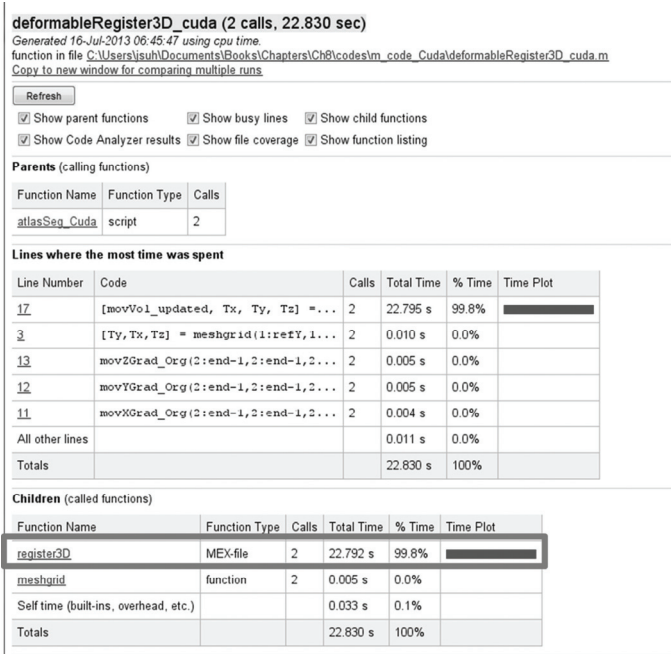 deformableRegister3D_cuda (2 calls, 22.830 sec)
Generated 16-Jul-2013 06:45:47 using cpu time.
function in file C:\Users\jsuh\Documents\Books\Chapters\Ch8\codes\m_code_Cuda\deformableRegister3D_cuda.m
Copy to new window for comparing multiple runs
Refresh
Show parent functions Show busy lines Show child functions
Show Code Analyzer results Show file coverage Show function listing
Parents (calling functions)
Function Name Function Type Calls
atlasSeg_Cuda script 2
Lines where the most time was spent
Line Number Code Calls Total Time % Time Time Plot
17 [movVol_updated, Tx, Ty, Tz] =... 2 22.795 s 99.8%
3 [Ty,Tx,Tz] = meshgrid(1:refY,1... 2 0.010 s 0.0%
13 movZGrad_Org(2:end-1,2:end-1,2... 2 0.005 s 0.0%
12 movYGrad_Org(2:end-1,2:end-1,2... 2 0.005 s 0.0%
11 movXGrad_Org(2:end-1,2:end-1,2... 2 0.004 s 0.0%
All other lines 0.011 s 0.0%
Totals 22.830 s 100%
Children (called functions)
Function Name Function Type Calls Total Time % Time Time Plot
register3D MEX-file 2 22.792 s 99.8%
meshgrid function 2 0.005 s 0.0%
Self time (built-ins, overhead, etc.) 0.033 s 0.1%
Totals 22.830 s 100%